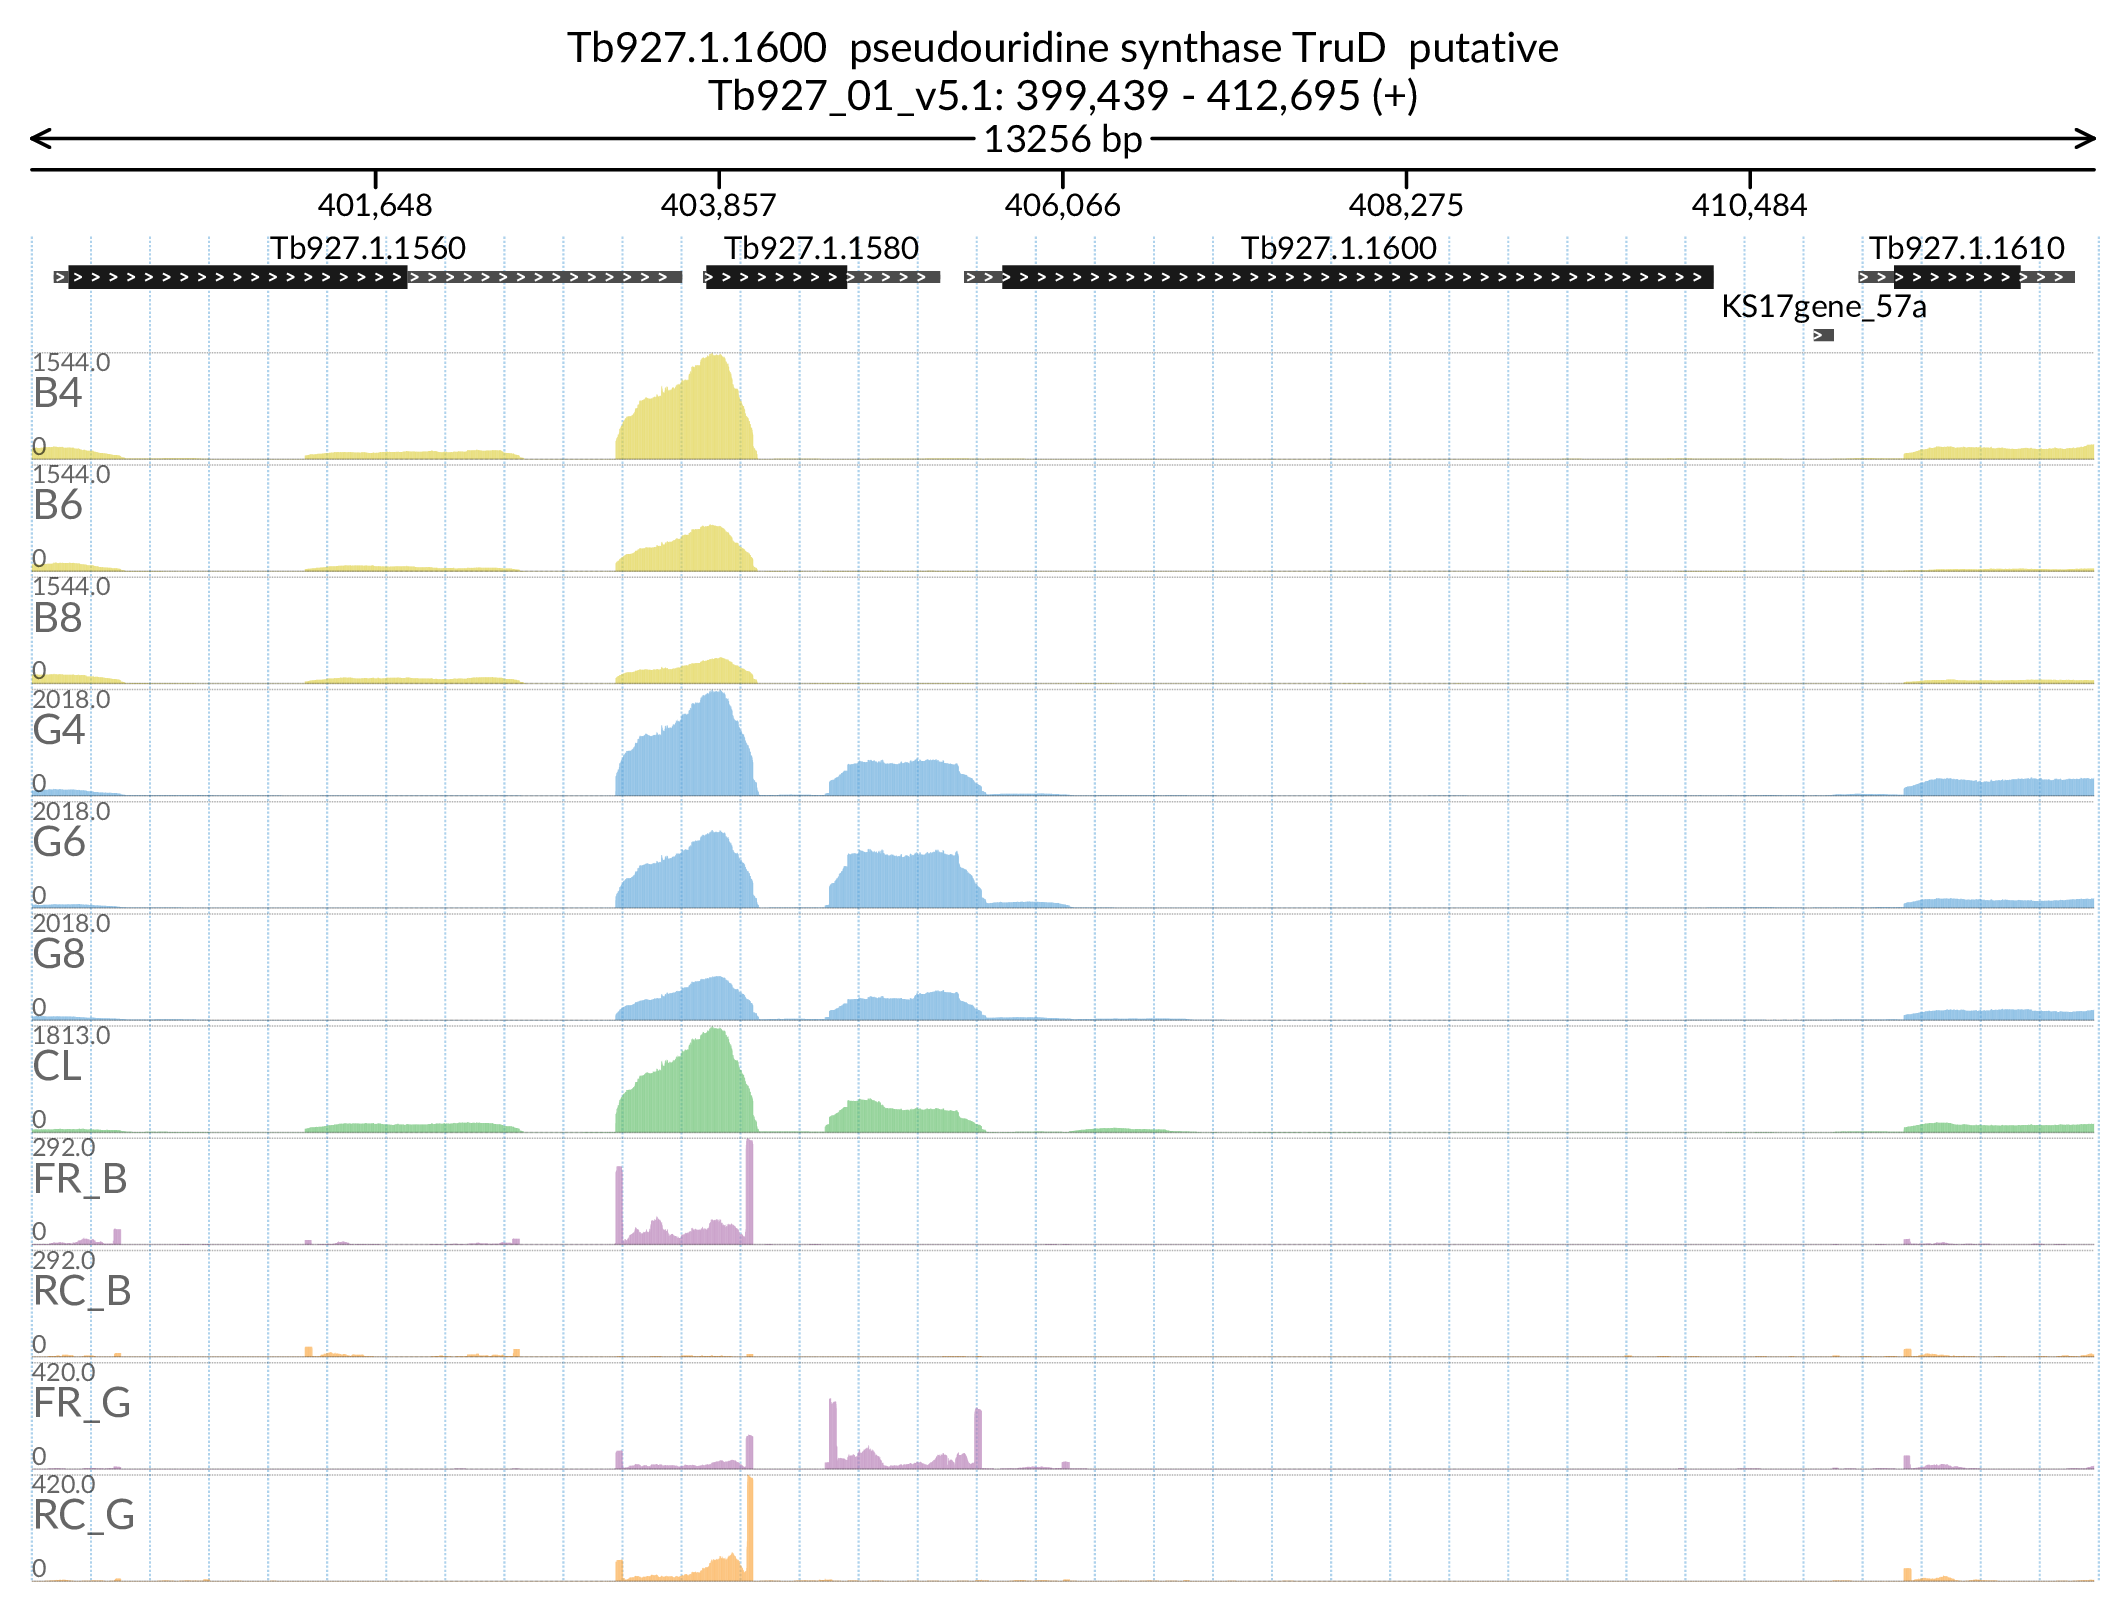 Tb927.1.1600  pseudouridine synthase TruD  putative
Tb927_01_v5.1: 399,439 - 412,695 (+)
13256 bp
401,648 403,857 406,066 408,275 410,484
Tb927.1.1560 Tb927.1.1580 Tb927.1.1600 Tb927.1.1610
KS17gene_57a
1544.0
B4
0
1544.0
B6
0
1544.0
B8
0
2018.0
G4
0
2018.0
G6
0
2018.0
G8
0
1813.0
CL
0
292.0
FR_B
0
292.0
RC_B
0
420.0
FR_G
0
420.0
RC_G
0